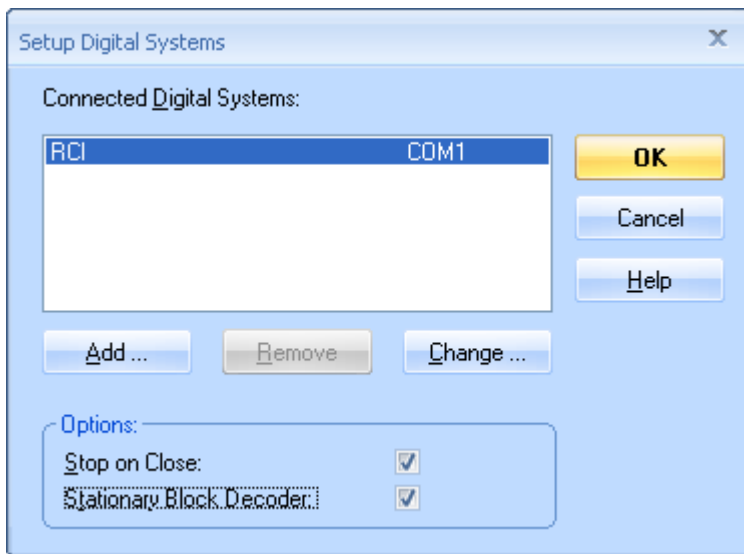 Setup Digital Systems
Connected Digital Systems:
RCI COM1
OK
Cancel
Help
Add ... Remove Change ...
Options:
Stop on Close:
Stationary Block Decoder: